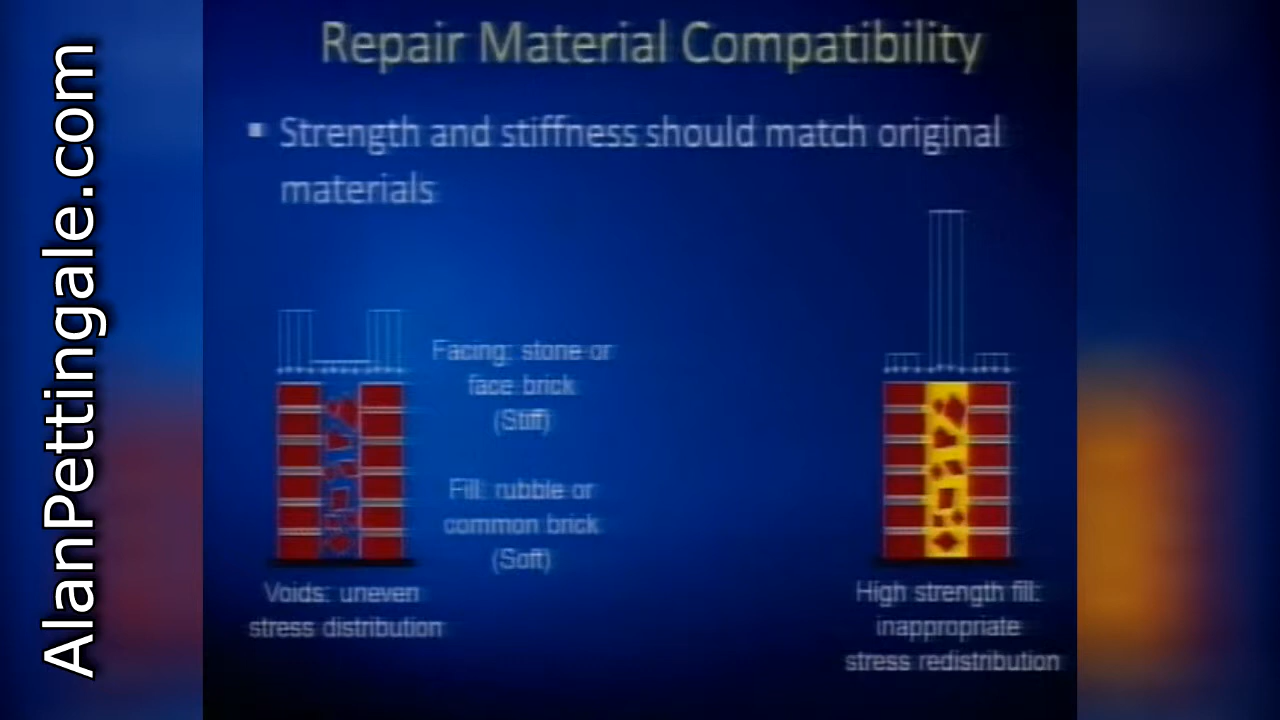 AlanPettingale.com
Repair Material Compatibility
▪ Strength and stiffness should match original
materials
Facing: stone or
face brick
(Stiff)
Fill: rubble or
common brick
(Soft)
Voids: uneven
stress distribution
High strength fill:
inappropriate
stress redistribution